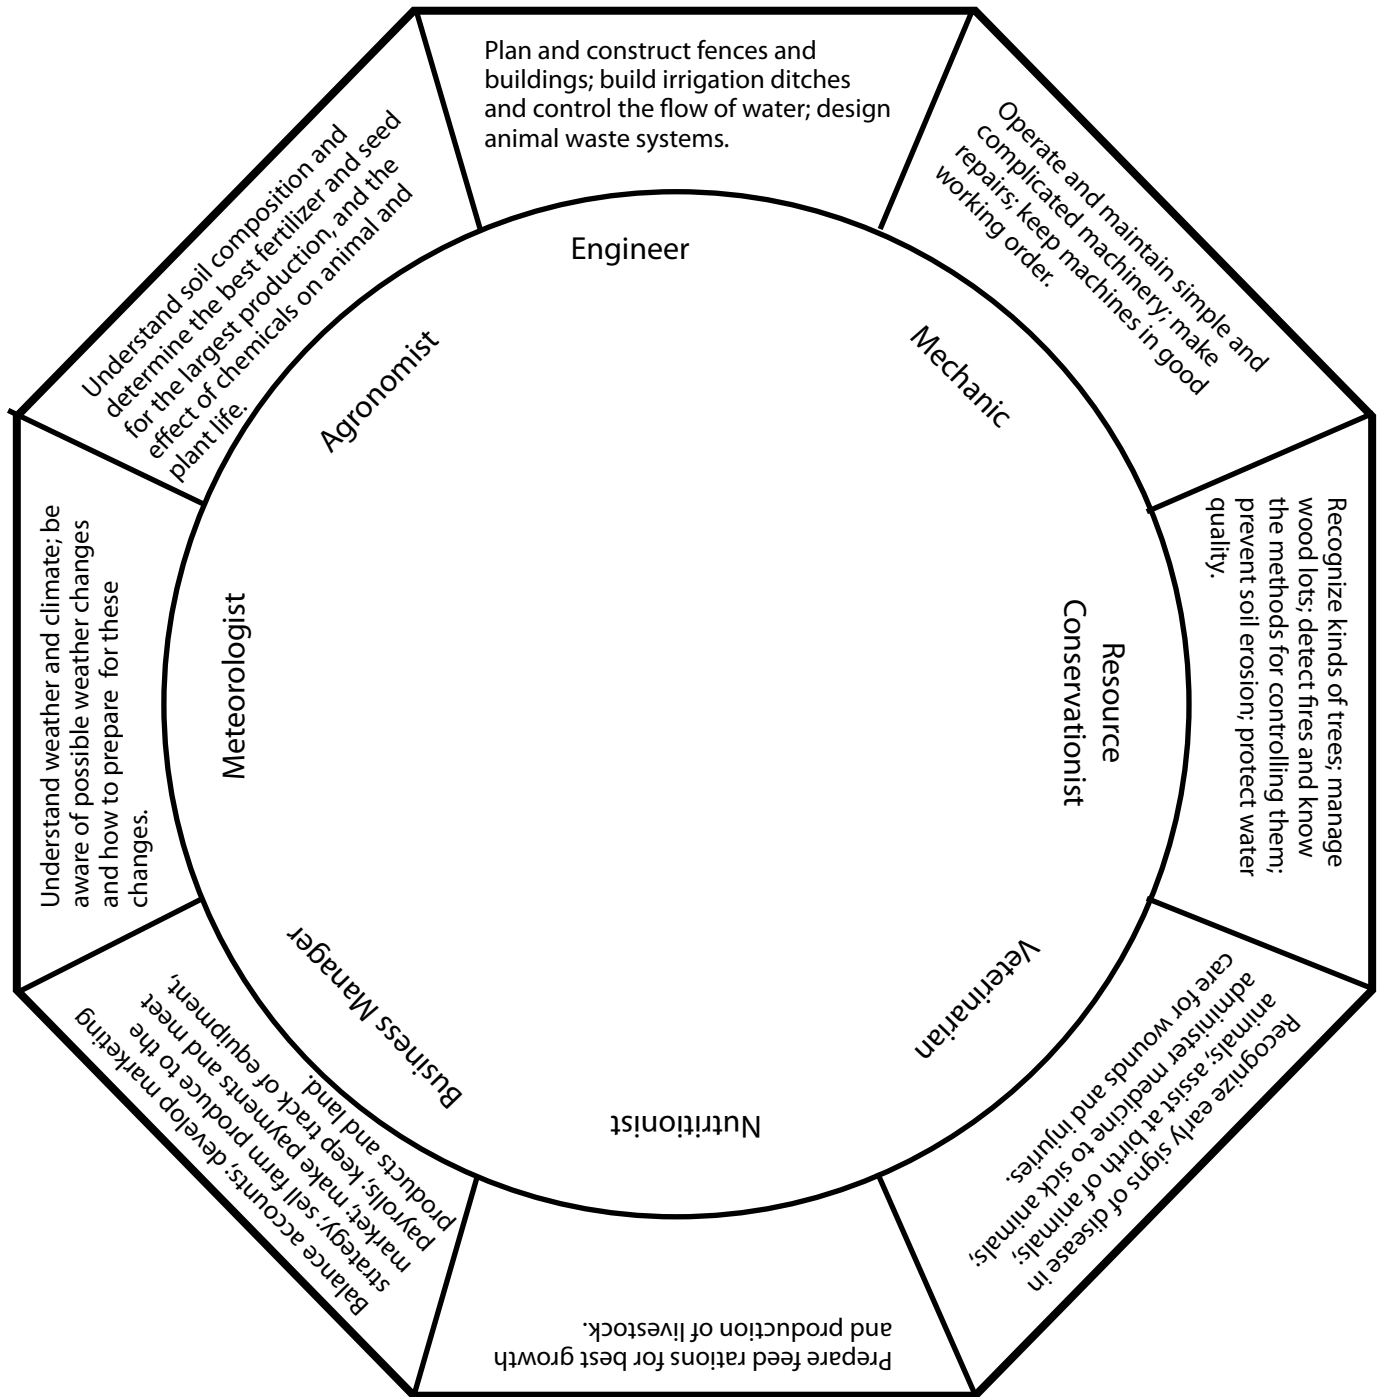 Plan and construct fences and
buildings; build irrigation ditches
and control the flow of water; design
animal waste systems.
Engineer
Operate and maintain simple and
complicated machinery; make
repairs; keep machines in good
working order.
Mechanic
Recognize kinds of trees; manage
wood lots; detect fires and know
the methods for controlling them;
prevent soil erosion; protect water
quality.
Resource
Conservationist
Recognize early signs of disease in
animals; assist at birth of animals;
administer medicine to sick animals;
care for wounds and injuries.
Veterinarian
Prepare feed rations for best growth
and production of livestock.
Nutritionist
Balance accounts; develop marketing
strategy; sell farm produce to the
market; make payments and meet
payrolls; keep track of equipment,
products and land.
Business Manager
Understand weather and climate; be
aware of possible weather changes
and how to prepare for these
changes.
Meteorologist
Understand soil composition and
determine the best fertilizer and seed
for the largest production, and the
effect of chemicals on animal and
plant life.
Agronomist